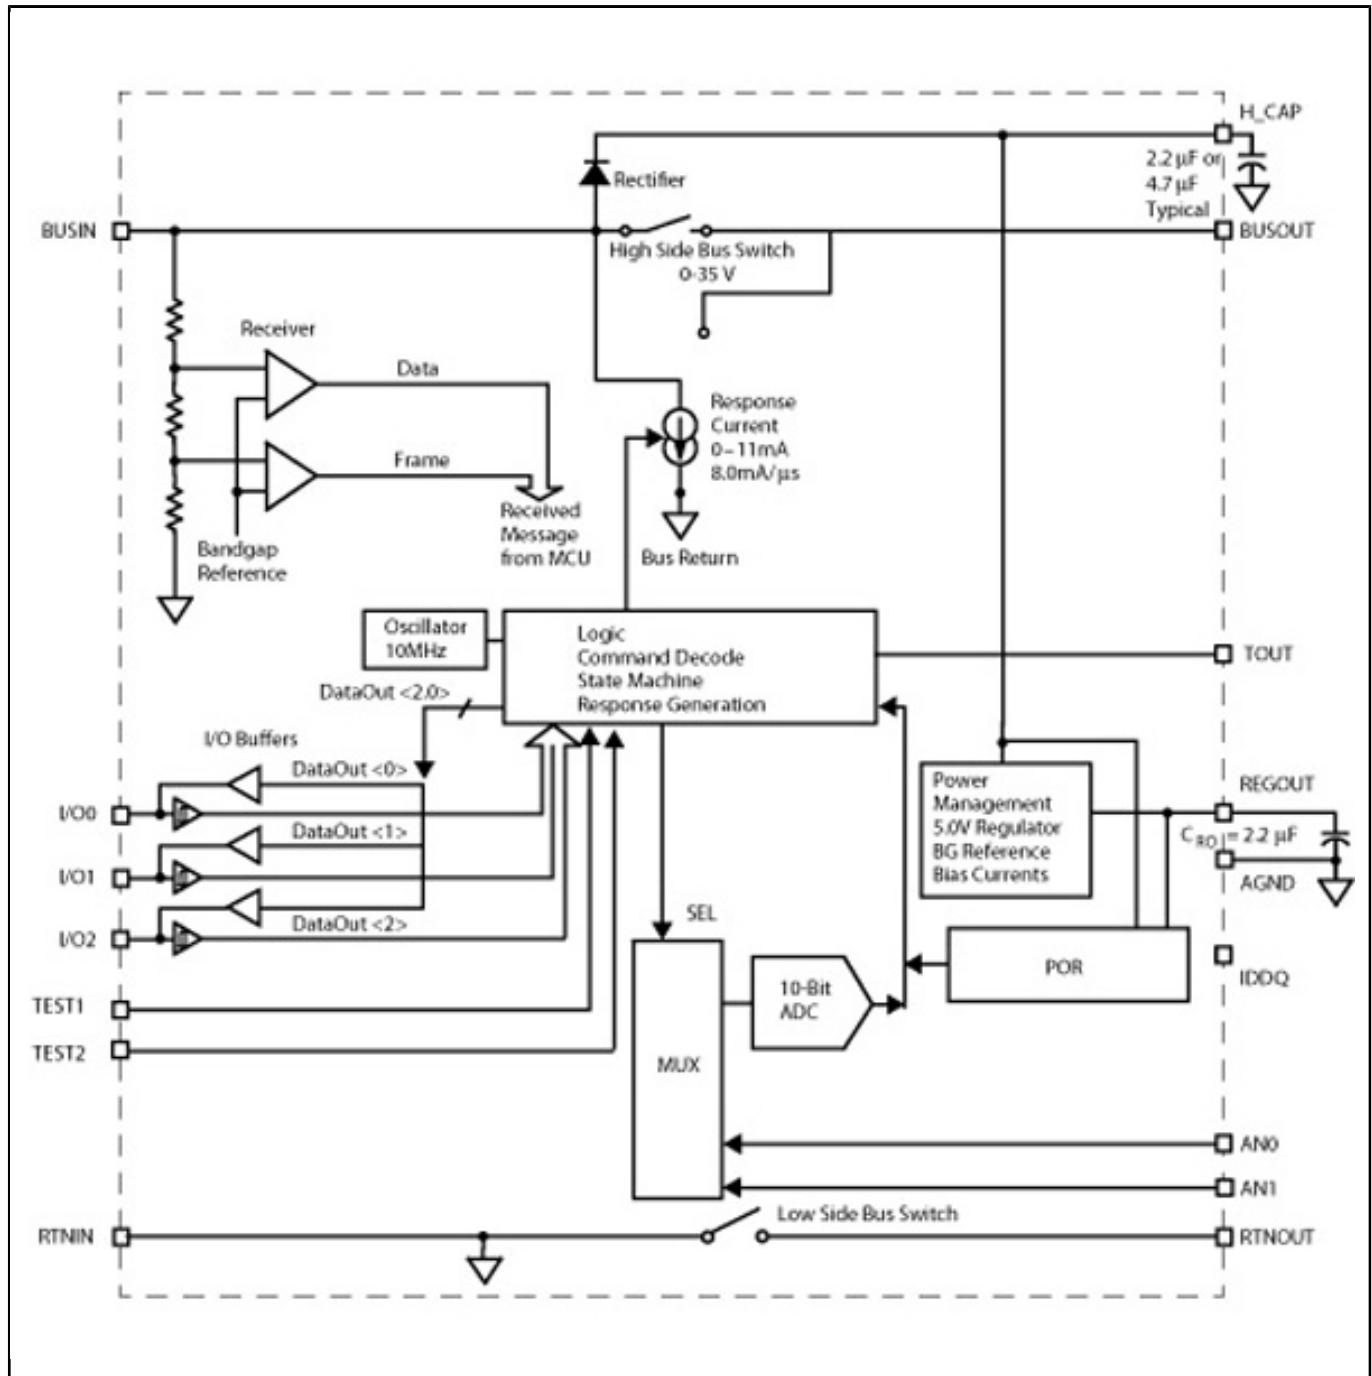 H_CAP
2.2 µF or
4.7 µF
Typical
Rectifier
BUSIN
BUSOUT
High Side Bus Switch
0-35 V
Receiver
Data
Response
Current
0–11mA
8.0mA/µs
Frame
Received
Message
from MCU
Bus Return
Bandgap
Reference
Oscillator
10MHz
Logic
Command Decode
State Machine
Response Generation
TOUT
DataOut <2.0>
I/O Buffers
DataOut <0>
I/O0
DataOut <1>
I/O1
DataOut <2>
I/O2
Power
Management
5.0V Regulator
BG Reference
Bias Currents
REGOUT
C RO = 2.2 µF
AGND
SEL
POR
IDDQ
10-Bit
ADC
TEST1
TEST2
MUX
AN0
AN1
Low Side Bus Switch
RTNIN
RTNOUT